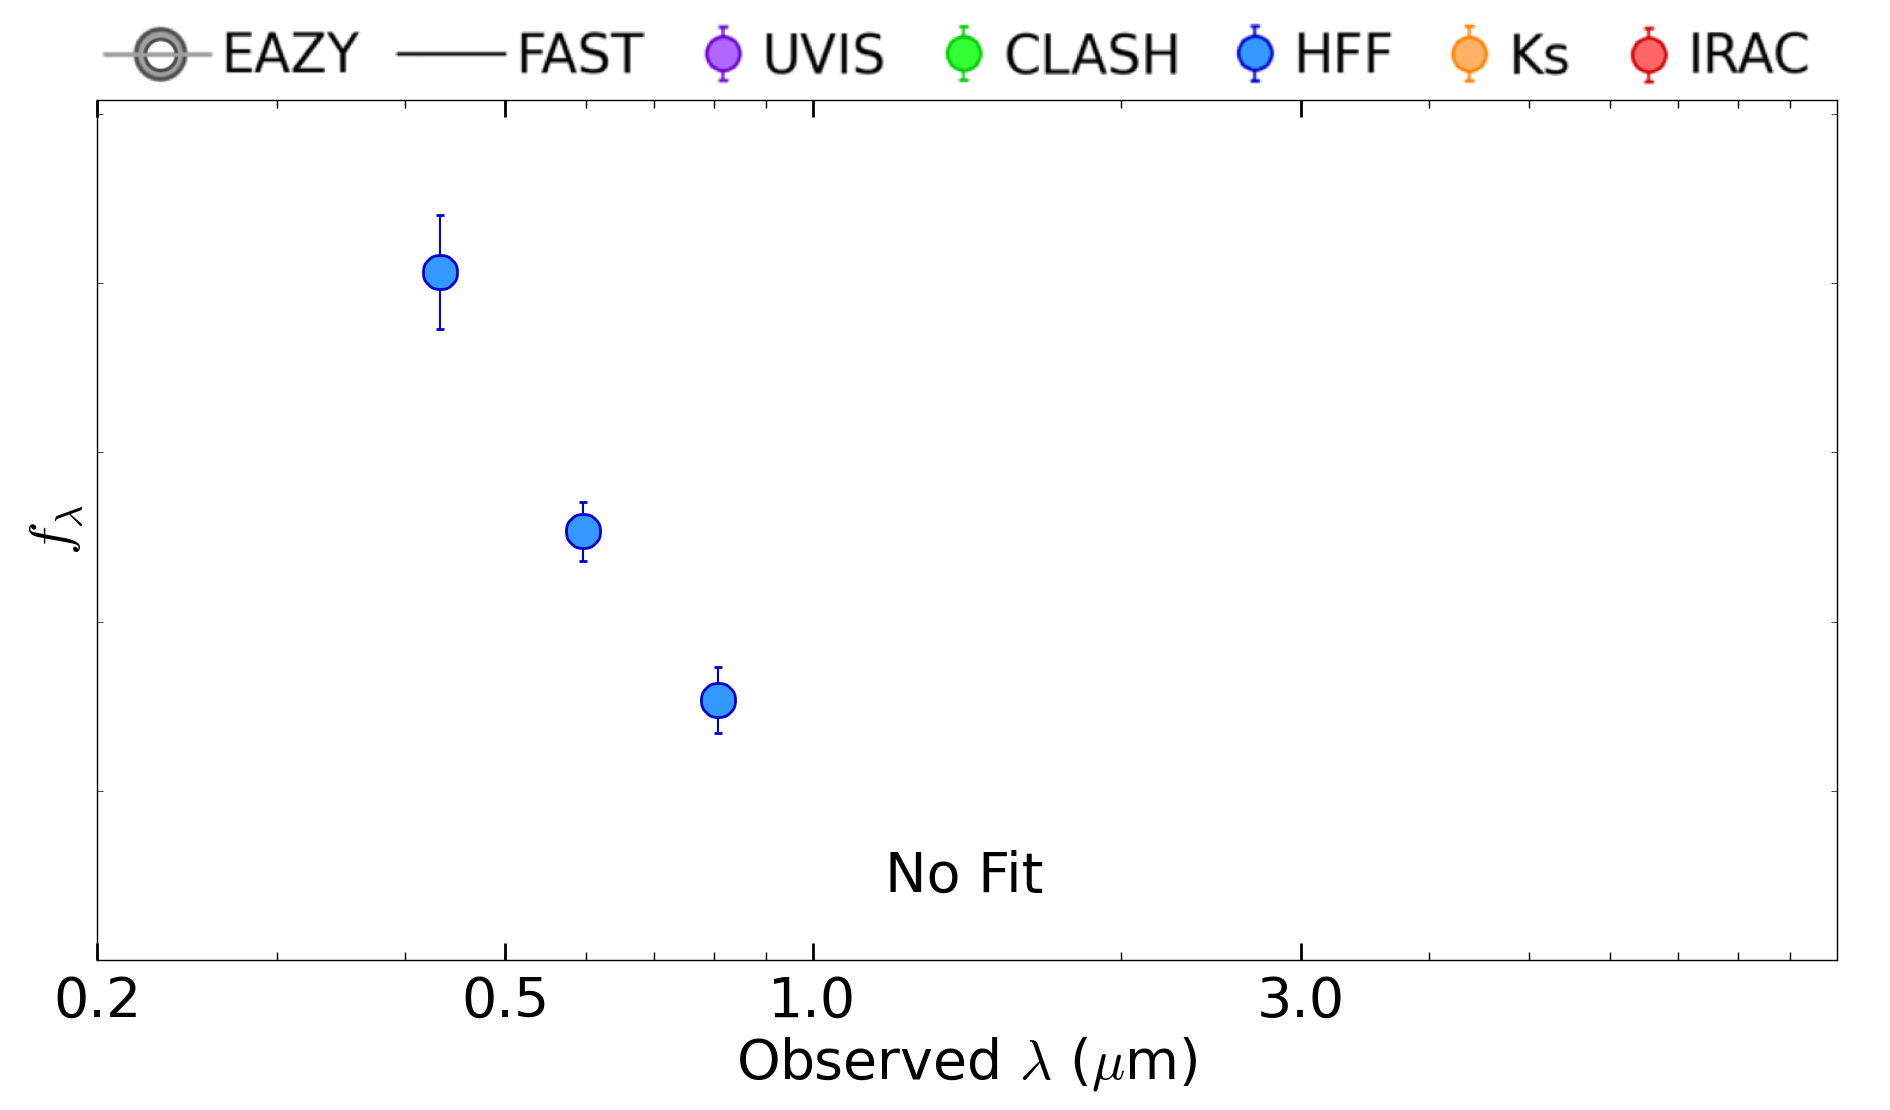 EAZY FAST UVIS CLASH HFF Ks IRAC
f_λ
No Fit
0.2 0.5 1.0 3.0
Observed λ (μm)